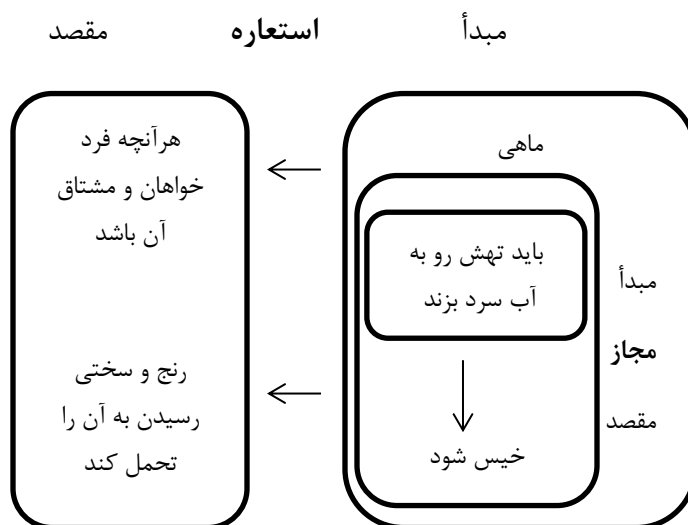 مبدأ استعاره مقصد
ماهی
باید تهش رو به
آب سرد بزند
خیس شود
مبدأ
مجاز
مقصد
هرآنچه فرد
خواهان و مشتاق
آن باشد
رنج و سختی
رسیدن به آن را
تحمل کند